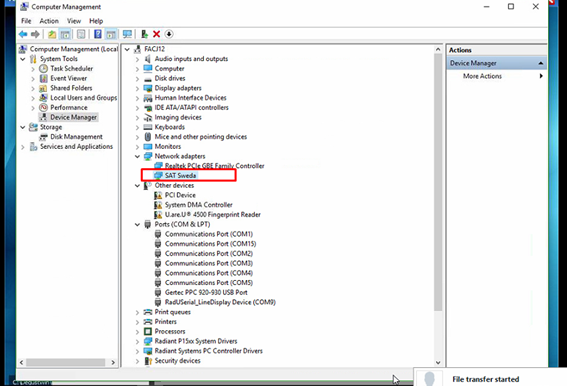 Computer Management
File Action View Help
Computer Management (Local
System Tools
Task Scheduler
Event Viewer
Shared Folders
Local Users and Groups
Performance
Device Manager
Storage
Disk Management
Services and Applications
FACJ12
Audio inputs and outputs
Computer
Disk drives
Display adapters
Human Interface Devices
IDE ATA/ATAPI controllers
Imaging devices
Keyboards
Mice and other pointing devices
Monitors
Network adapters
Realtek PCIe GBE Family Controller
SAT Sweda
Other devices
PCI Device
System DMA Controller
U.are.U® 4500 Fingerprint Reader
Ports (COM & LPT)
Communications Port (COM1)
Communications Port (COM15)
Communications Port (COM2)
Communications Port (COM3)
Communications Port (COM4)
Communications Port (COM5)
Gertec PPC 920-930 USB Port
RadUSerial_LineDisplay Device (COM9)
Print queues
Printers
Processors
Radiant P15xx System Drivers
Radiant Systems PC Controller Drivers
Security devices
Actions
Device Manager
More Actions
File transfer started